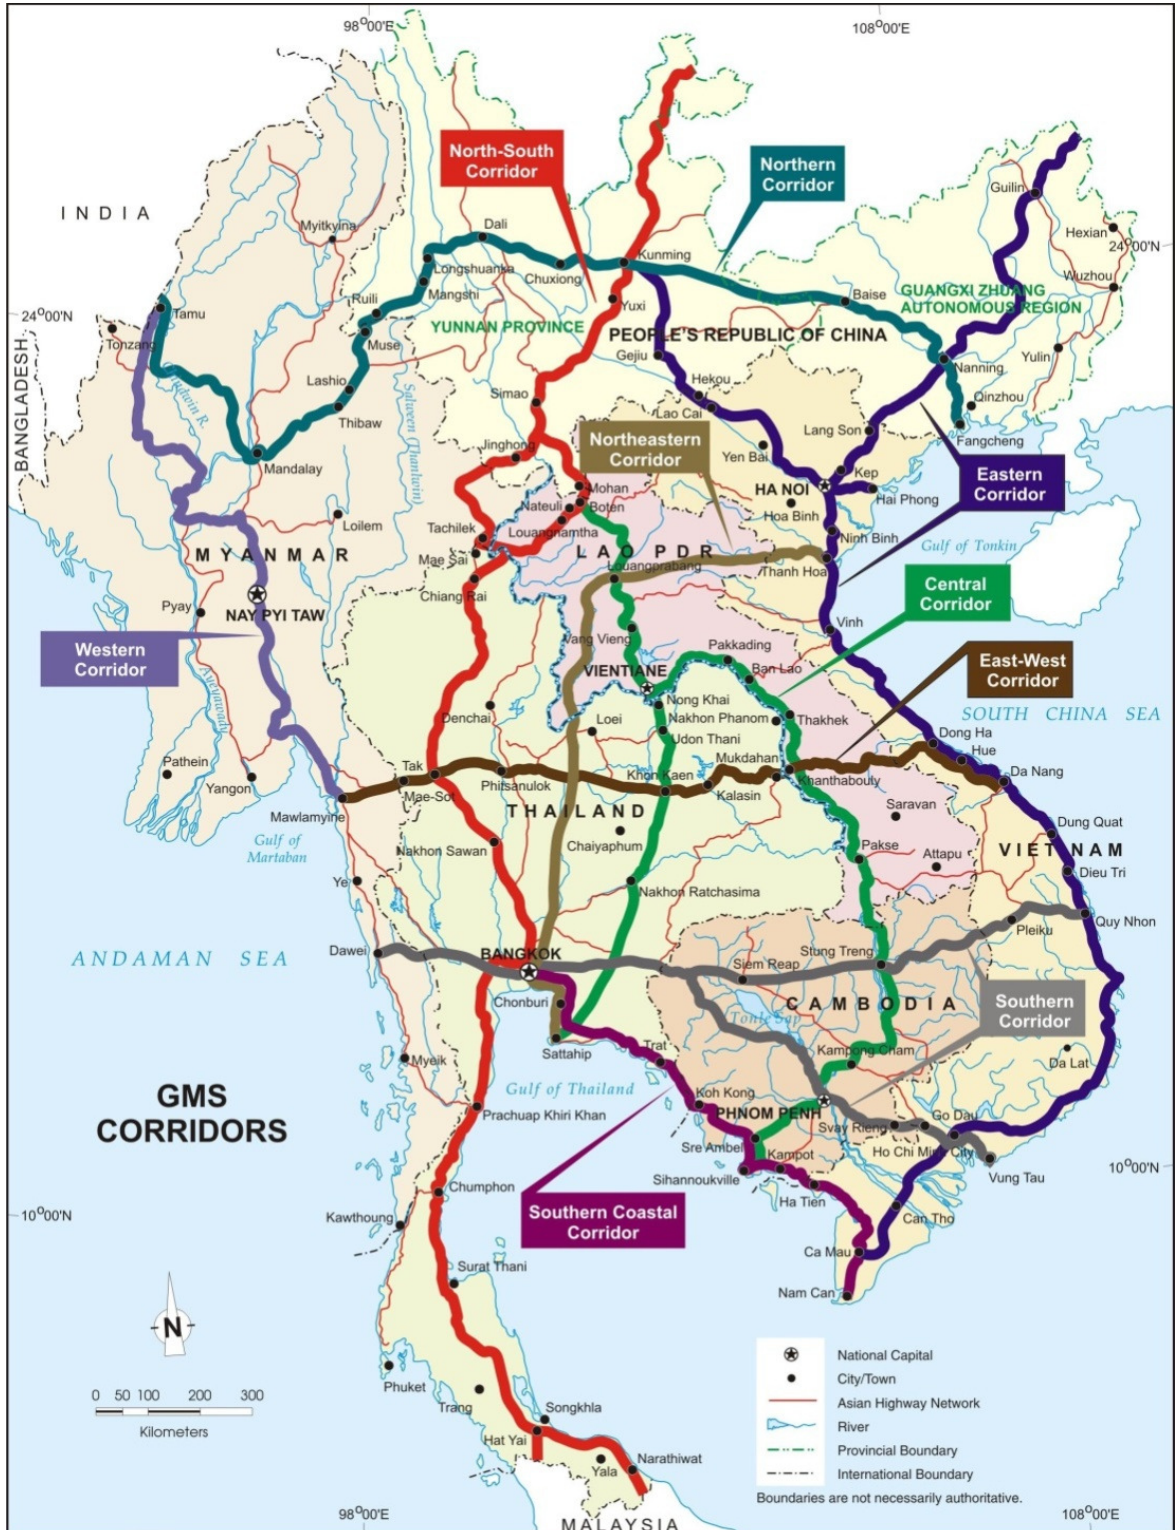 98°00'E
108°00'E
North-South
Corridor
Northern
Corridor
INDIA
Guilin
Myitkyina
Dali
Hexian
24°00'N
Kunming
Longshuanka
Chuxiong
Wuzhou
Mangshi
Baise
GUANGXI ZHUANG
AUTONOMOUS REGION
Ruili
Yuxi
24°00'N
Tamu
YUNNAN PROVINCE
PEOPLE'S REPUBLIC OF CHINA
Tonzang
Muse
Gejiu
Yulin
BANGLADESH
Nanning
Lashio
Hekou
Chudwin R.
Salween (Thanlwin)
Simao
Qinzhou
Thibaw
Lao Cai
Lang Son
Fangcheng
Northeastern
Corridor
Jinghong
Yen Bai
Mandalay
Kep
Eastern
Corridor
Mohan
HA NOI
Hai Phong
Nateuli
Boten
Loilem
Hoa Binh
Tachilek
Louangnamtha
Ninh Binh
MYANMAR
LAO PDR
Gulf of Tonkin
Mae Sai
Thanh Hoa
Louangprabang
Central
Corridor
Chiang Rai
Pyay
NAY PYI TAW
Vinh
Western
Corridor
Vang Vieng
Pakkading
East-West
Corridor
VIENTIANE
Ban Lao
Ayeyawady
Nong Khai
Denchai
Loei
Nakhon Phanom
Thakhek
SOUTH CHINA SEA
Udon Thani
Dong Ha
Hue
Mukdahan
Pathein
Tak
Khon Kaen
Da Nang
Yangon
Phitsanulok
Khanthabouty
Mae-Sot
Kalasin
Mawlamyine
THAILAND
Saravan
Dung Quat
Gulf of
Martaban
Nakhon Sawan
Chaiyaphum
Pakse
VIET NAM
Attapu
Dieu Tri
Ye
Nakhon Ratchasima
Quy Nhon
Pleiku
Dawei
BANGKOK
Stung Treng
ANDAMAN SEA
Siem Reap
Southern
Corridor
Chonburi
CAMBODIA
Tonle Sap
Sattahip
Trat
Kampong Cham
Myeik
Da Lat
Gulf of Thailand
Koh Kong
GMS
CORRIDORS
Prachuap Khiri Khan
PHNOM PENH
Go Dau
Svay Rieng
Sre Ambel
Ho Chi Minh City
Kampot
10°00'N
Sihannoukville
Vung Tau
Chumphon
Ha Tien
10°00'N
Kawthoung
Southern Coastal
Corridor
Can Tho
Ca Mau
Surat Thani
Nam Can
N
National Capital
Phuket
City/Town
0 50 100 200 300
Trang
Asian Highway Network
Songkhla
Kilometers
River
Hat Yai
Provincial Boundary
Narathiwat
Yala
International Boundary
Boundaries are not necessarily authoritative.
98°00'E
108°00'E
MALAYSIA